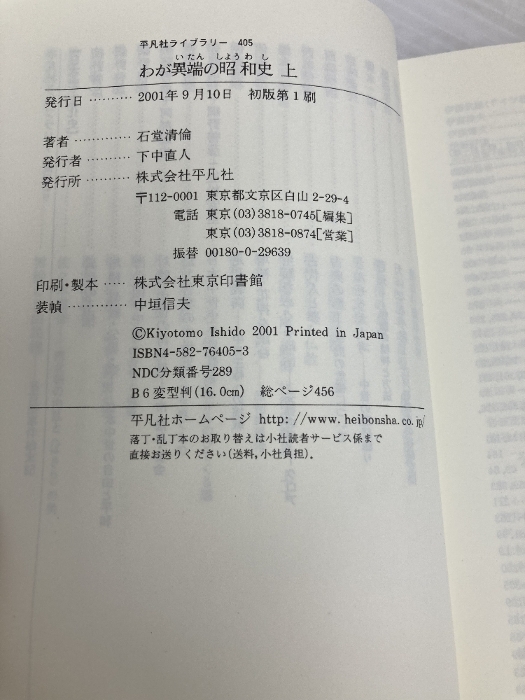 平凡社ライブラリー 405
いたん しょうわ し
わが異端の昭和史 上
発行日 ………… 2001年9月10日 初版第1刷
著者 ………… 石堂清倫
発行者 ………… 下中直人
発行所 ………… 株式会社平凡社
〒112-0001 東京都文京区白山2-29-4
電話 東京(03)3818-0745[編集]
東京(03)3818-0874[営業]
振替 00180-0-29639
印刷・製本 …… 株式会社東京印書館
装幀 ………… 中垣信夫
©Kiyotomo Ishido 2001 Printed in Japan
ISBN4-582-76405-3
NDC分類番号289
B6変型判(16.0cm) 総ページ456
平凡社ホームページ http://www.heibonsha.co.jp/
落丁・乱丁本のお取り替えは小社読者サービス係まで
直接お送りください(送料,小社負担).